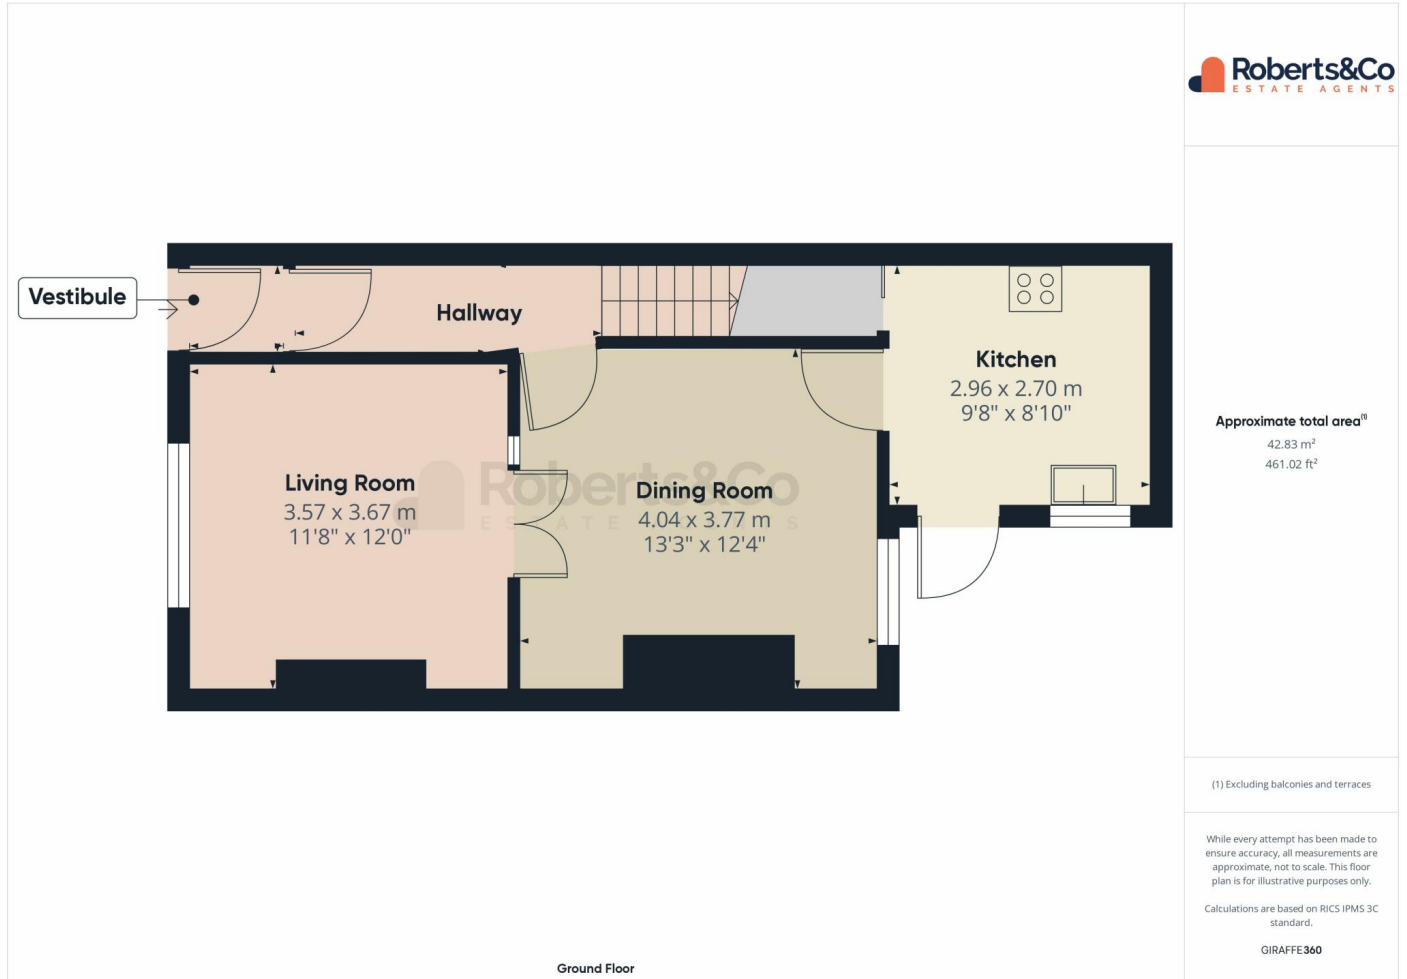 Roberts&Co
ESTATE AGENTS
Vestibule
Hallway
Kitchen
2.96 x 2.70 m
9'8" x 8'10"
Living Room
3.57 x 3.67 m
11'8" x 12'0"
Roberts&Co
ESTATE AGENTS
Dining Room
4.04 x 3.77 m
13'3" x 12'4"
Approximate total area⁽¹⁾
42.83 m²
461.02 ft²
(1) Excluding balconies and terraces
While every attempt has been made to
ensure accuracy, all measurements are
approximate, not to scale. This floor
plan is for illustrative purposes only.
Calculations are based on RICS IPMS 3C
standard.
GIRAFFE360
Ground Floor